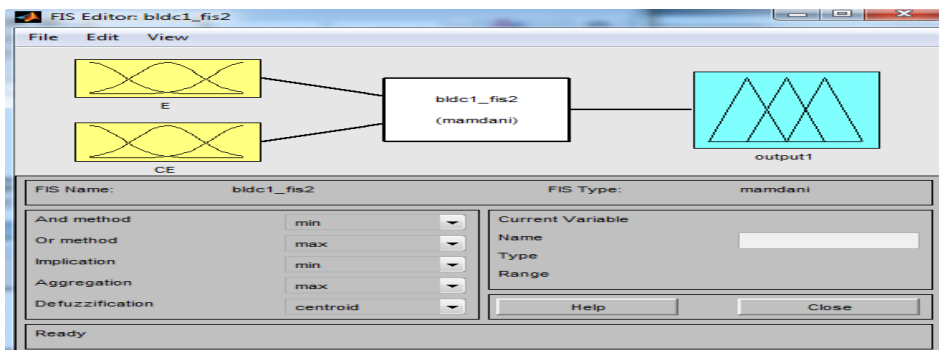 FIS Editor: bldc1_fis2
File Edit View
E
CE
bldc1_fis2
(mamdani)
output1
FIS Name: bldc1_fis2 FIS Type: mamdani
And method min
Or method max
Implication min
Aggregation max
Defuzzification centroid
Current Variable
Name
Type
Range
Help Close
Ready